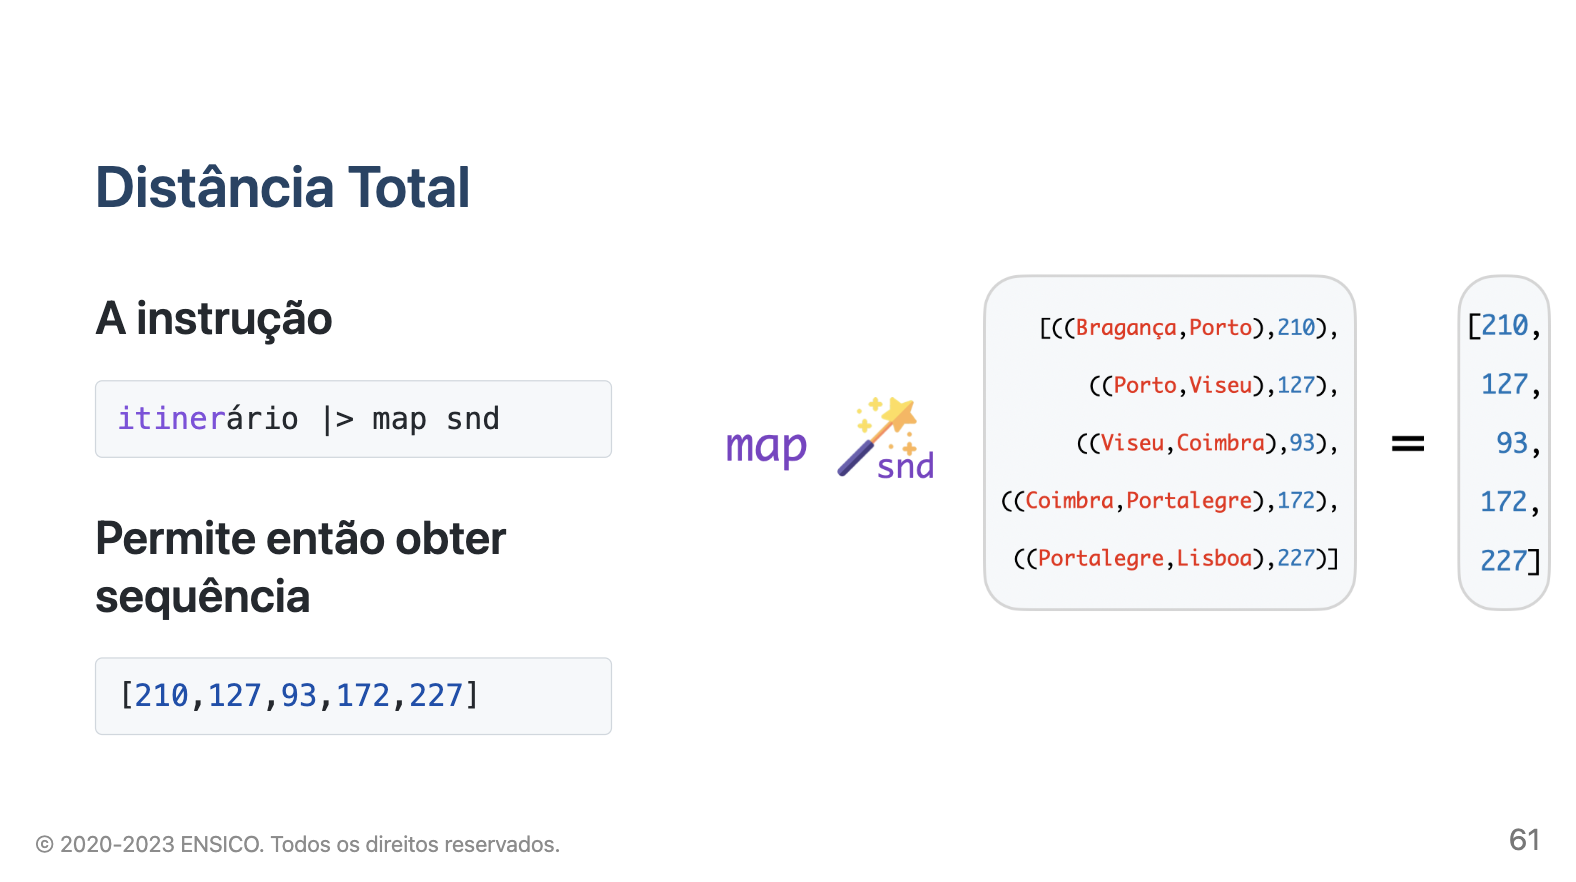 Distância Total
A instrução
itinerário |> map snd
Permite então obter
sequência
[210,127,93,172,227]
map snd
[((Bragança,Porto),210),
((Porto,Viseu),127),
((Viseu,Coimbra),93),
((Coimbra,Portalegre),172),
((Portalegre,Lisboa),227)]
=
[210,
127,
93,
172,
227]
© 2020-2023 ENSICO. Todos os direitos reservados.
61